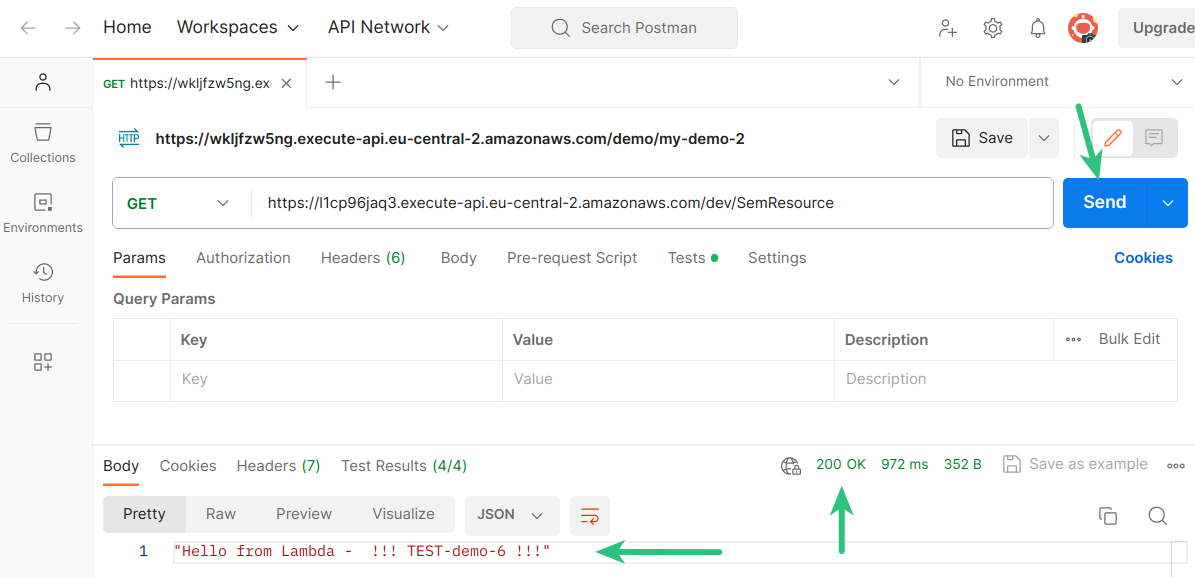 Home Workspaces API Network Search Postman Upgrade
GET https://wkljfzw5ng.ex No Environment
HTTP https://wkljfzw5ng.execute-api.eu-central-2.amazonaws.com/demo/my-demo-2 Save
Collections
GET https://l1cp96jaq3.execute-api.eu-central-2.amazonaws.com/dev/SemResource Send
Environments
Params Authorization Headers (6) Body Pre-request Script Tests Settings Cookies
History
Query Params
Key Value Description Bulk Edit
Key Value Description
Body Cookies Headers (7) Test Results (4/4) 200 OK 972 ms 352 B Save as example
Pretty Raw Preview Visualize JSON
1 "Hello from Lambda -  !!! TEST-demo-6 !!!"